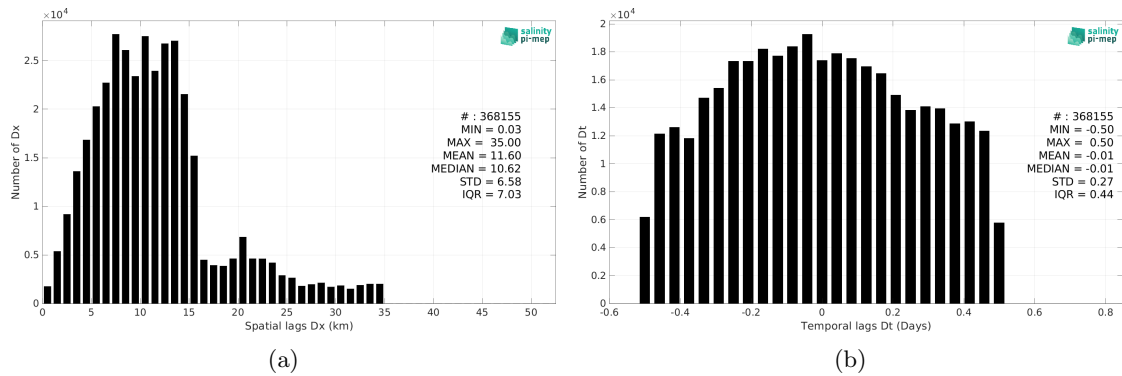 ×10⁴
2.5
2
1.5
1
0.5
0
0 5 10 15 20 25 30 35 40 45 50
Number of Dx
Spatial lags Dx (km)
salinity
pi-mep
# : 368155
MIN = 0.03
MAX = 35.00
MEAN = 11.60
MEDIAN = 10.62
STD = 6.58
IQR = 7.03
(a)
×10⁴
2
1.8
1.6
1.4
1.2
1
0.8
0.6
0.4
0.2
0
-0.6 -0.4 -0.2 0 0.2 0.4 0.6 0.8
Number of Dt
Temporal lags Dt (Days)
salinity
pi-mep
# : 368155
MIN = -0.50
MAX = 0.50
MEAN = -0.01
MEDIAN = -0.01
STD = 0.27
IQR = 0.44
(b)